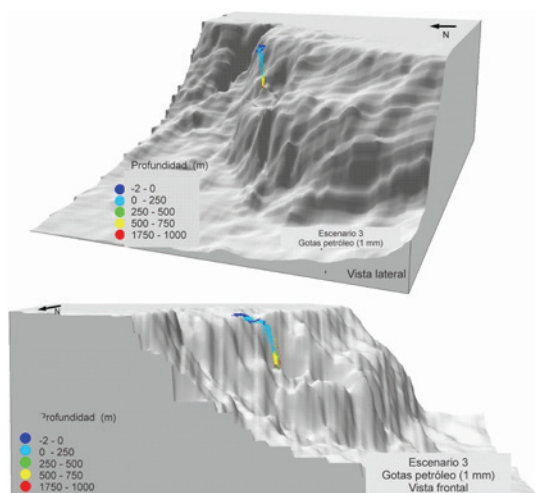 N
Profundidad (m)
-2 - 0
0 - 250
250 - 500
500 - 750
1750 - 1000
Escenario 3
Gotas petróleo (1 mm)
Vista lateral
N
Profundidad (m)
-2 - 0
0 - 250
250 - 500
500 - 750
1750 - 1000
Escenario 3
Gotas petróleo (1 mm)
Vista frontal